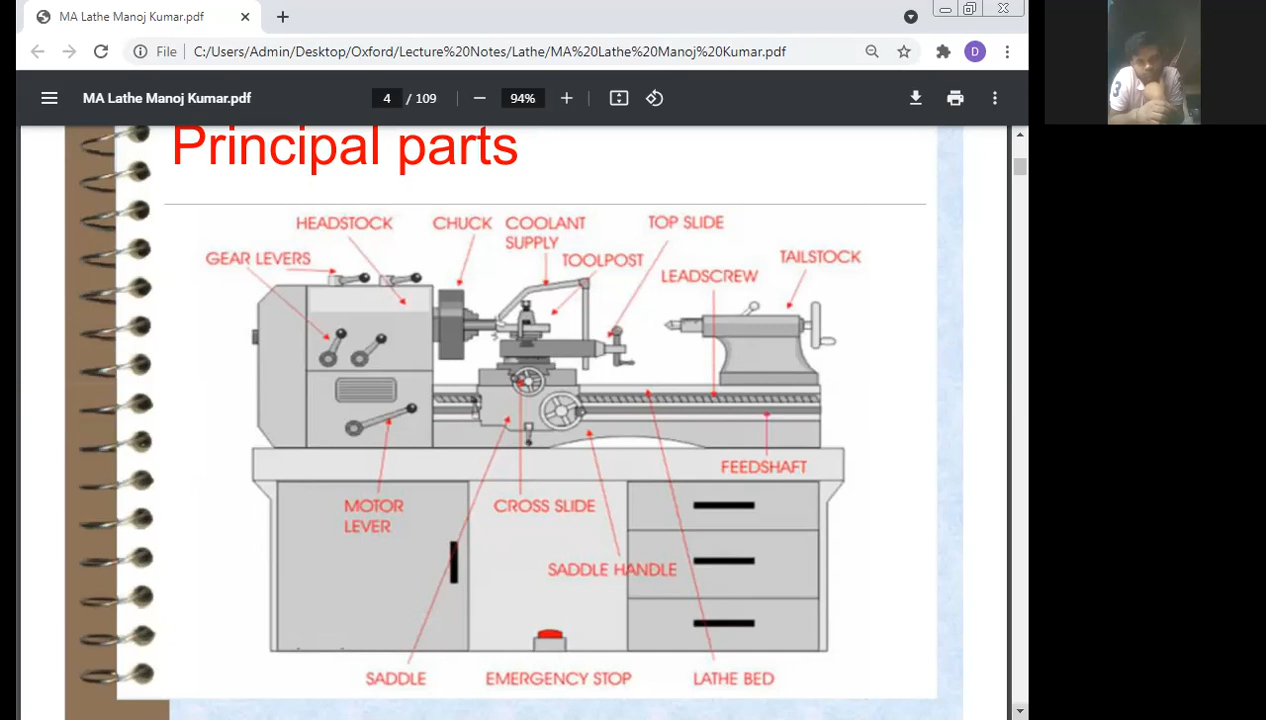 MA Lathe Manoj Kumar.pdf
File C:/Users/Admin/Desktop/Oxford/Lecture%20Notes/Lathe/MA%20Lathe%20Manoj%20Kumar.pdf D
MA Lathe Manoj Kumar.pdf 4 / 109 94%
Principal parts
HEADSTOCK CHUCK COOLANT SUPPLY TOP SLIDE
GEAR LEVERS TOOLPOST TAILSTOCK
LEADSCREW
FEEDSHAFT
MOTOR LEVER CROSS SLIDE
SADDLE HANDLE
SADDLE EMERGENCY STOP LATHE BED
3